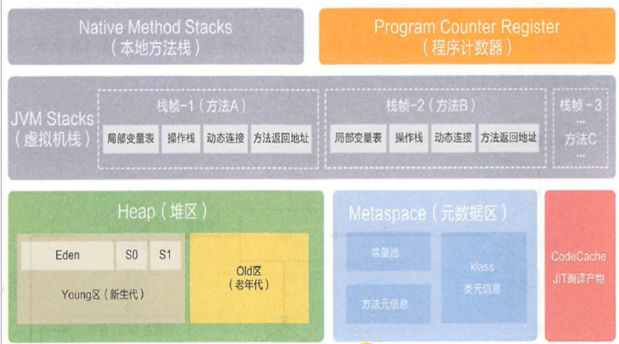 Native Method Stacks
(本地方法栈)
Program Counter Register
(程序计数器)
JVM Stacks
(虚拟机栈)
栈帧-1(方法A)
局部变量表 操作栈 动态连接 方法返回地址
栈帧-2(方法B)
局部变量表 操作栈 动态连接 方法返回地址
栈帧-3
...
方法C
...
Heap(堆区)
Eden S0 S1
Young区(新生代)
Old区
(老年代)
Metaspace(元数据区)
常量池
方法元信息
klass
类元信息
CodeCache
JIT编译产物